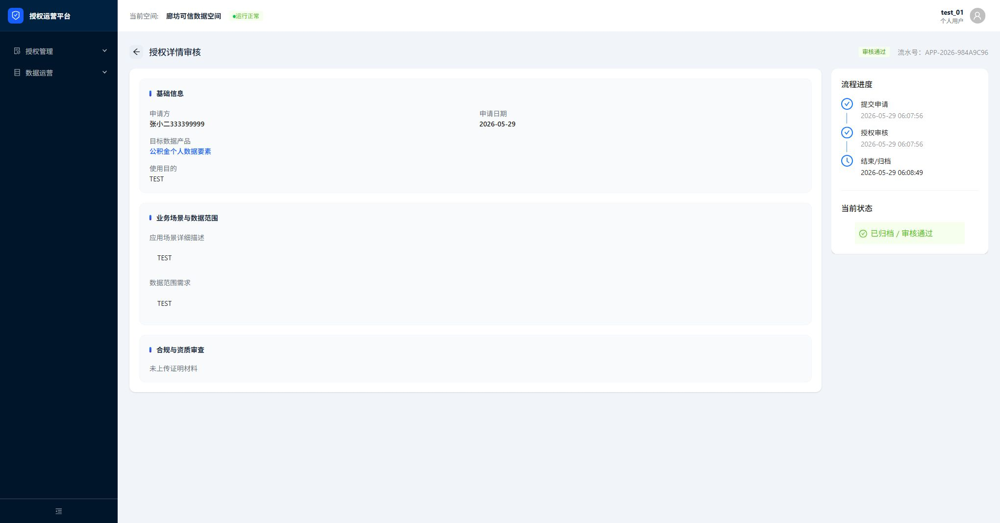 授权运营平台
当前空间: 廊坊可信数据空间 运行正常
test_01
个人用户
授权管理
数据运营
授权详情审核
审核通过 流水号: APP-2026-984A9C96
基础信息
申请方
张小二333399999
申请日期
2026-05-29
目标数据产品
公积金个人数据要素
使用目的
TEST
业务场景与数据范围
应用场景详细描述
TEST
数据范围需求
TEST
合规与资质审查
未上传证明材料
流程进度
提交申请
2026-05-29 06:07:56
授权审核
2026-05-29 06:07:56
结束/归档
2026-05-29 06:08:49
当前状态
已归档 / 审核通过